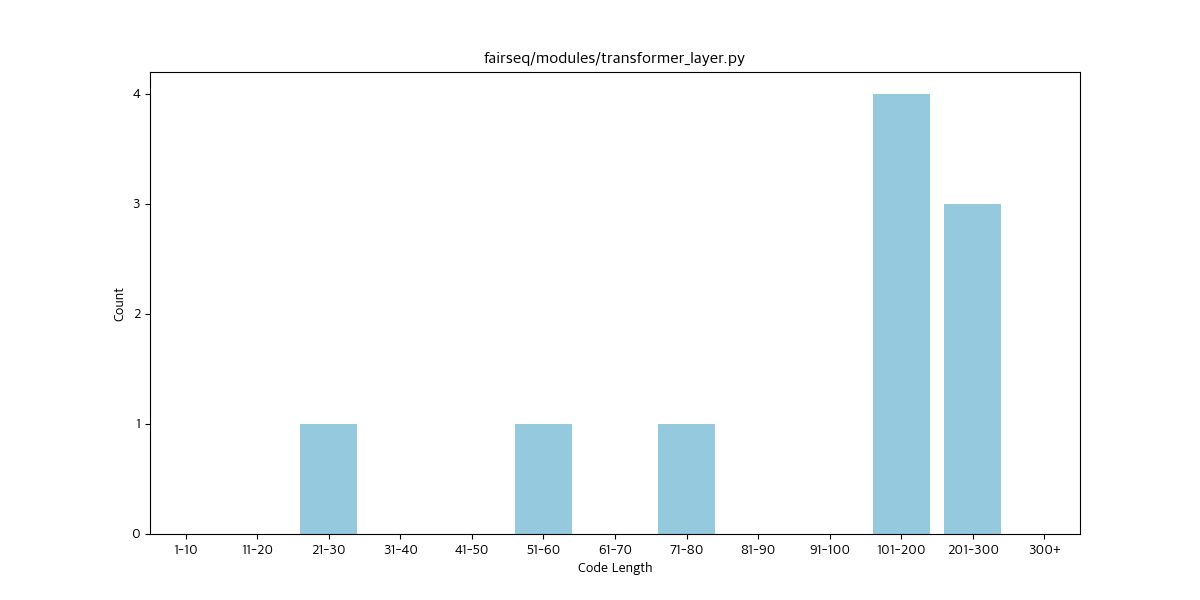 fairseq/modules/transformer_layer.py
4
3
2
1
0
Count
1-10 11-20 21-30 31-40 41-50 51-60 61-70 71-80 81-90 91-100 101-200 201-300 300+
Code Length